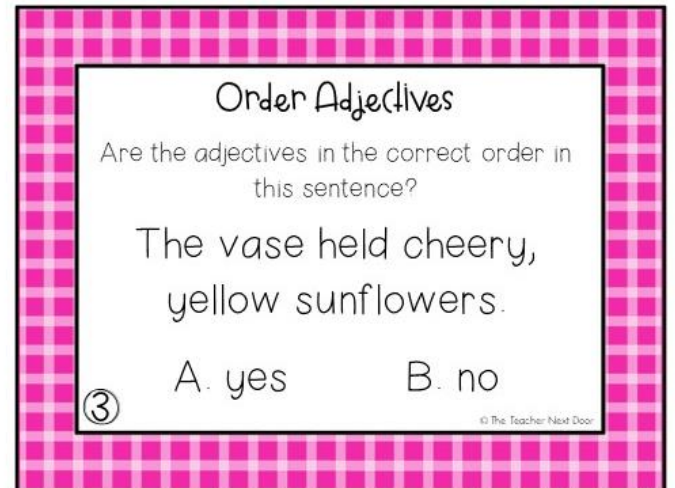 Order Adjectives
Are the adjectives in the correct order in
this sentence?
The vase held cheery,
yellow sunflowers.
A. yes B. no
3
© The Teacher Next Door